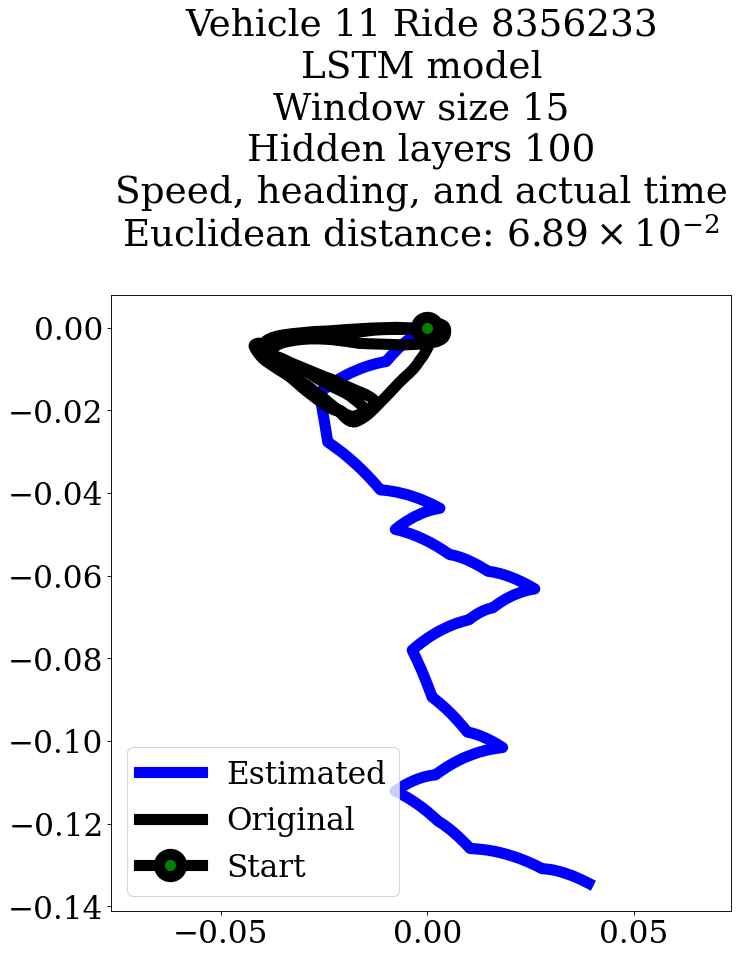 Vehicle 11 Ride 8356233
LSTM model
Window size 15
Hidden layers 100
Speed, heading, and actual time
Euclidean distance: 6.89 × 10⁻²
0.00
−0.02
−0.04
−0.06
−0.08
−0.10
−0.12
−0.14
Estimated
Original
Start
−0.05
0.00
0.05